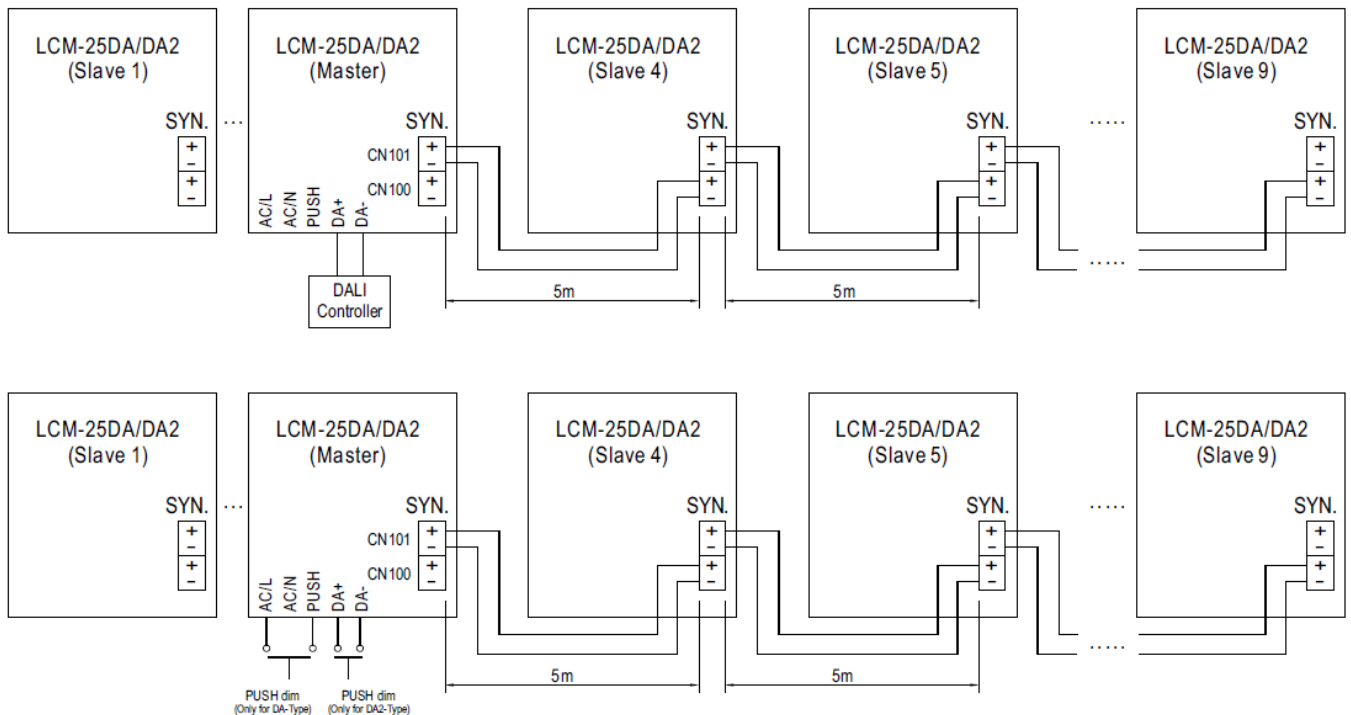 LCM-25DA/DA2
(Slave 1)
SYN.
+
-
+
-
...
LCM-25DA/DA2
(Master)
SYN.
CN101
+
-
CN100
+
-
AC/L
AC/N
PUSH
DA+
DA-
DALI
Controller
LCM-25DA/DA2
(Slave 4)
SYN.
+
-
+
-
5m
LCM-25DA/DA2
(Slave 5)
SYN.
+
-
+
-
5m
.....
.....
LCM-25DA/DA2
(Slave 9)
SYN.
+
-
+
-
LCM-25DA/DA2
(Slave 1)
SYN.
+
-
+
-
...
LCM-25DA/DA2
(Master)
SYN.
CN101
+
-
CN100
+
-
AC/L
AC/N
PUSH
DA+
DA-
PUSH dim
(Only for DA-Type)
PUSH dim
(Only for DA2-Type)
LCM-25DA/DA2
(Slave 4)
SYN.
+
-
+
-
5m
LCM-25DA/DA2
(Slave 5)
SYN.
+
-
+
-
5m
.....
.....
LCM-25DA/DA2
(Slave 9)
SYN.
+
-
+
-